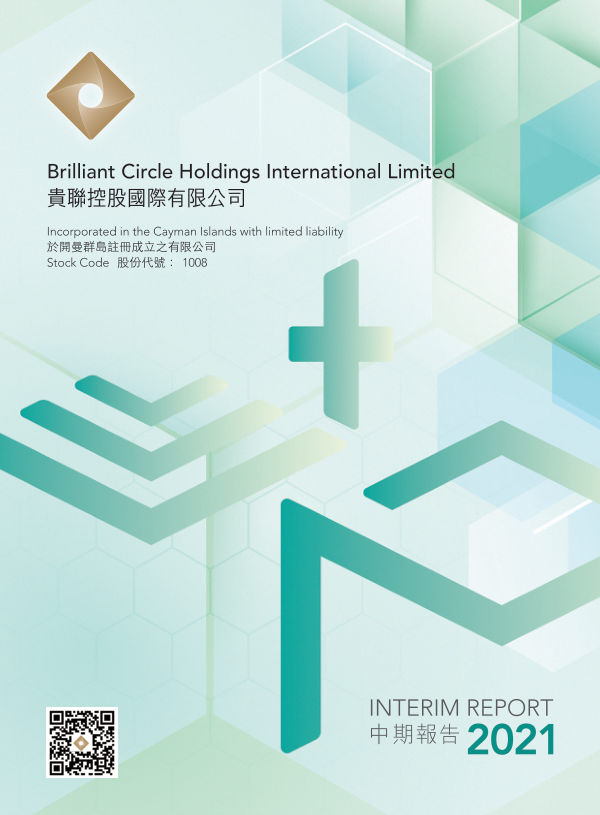 Brilliant Circle Holdings International Limited
貴聯控股國際有限公司
Incorporated in the Cayman Islands with limited liability
於開曼群島註冊成立之有限公司
Stock Code 股份代號： 1008
INTERIM REPORT
中期報告 2021